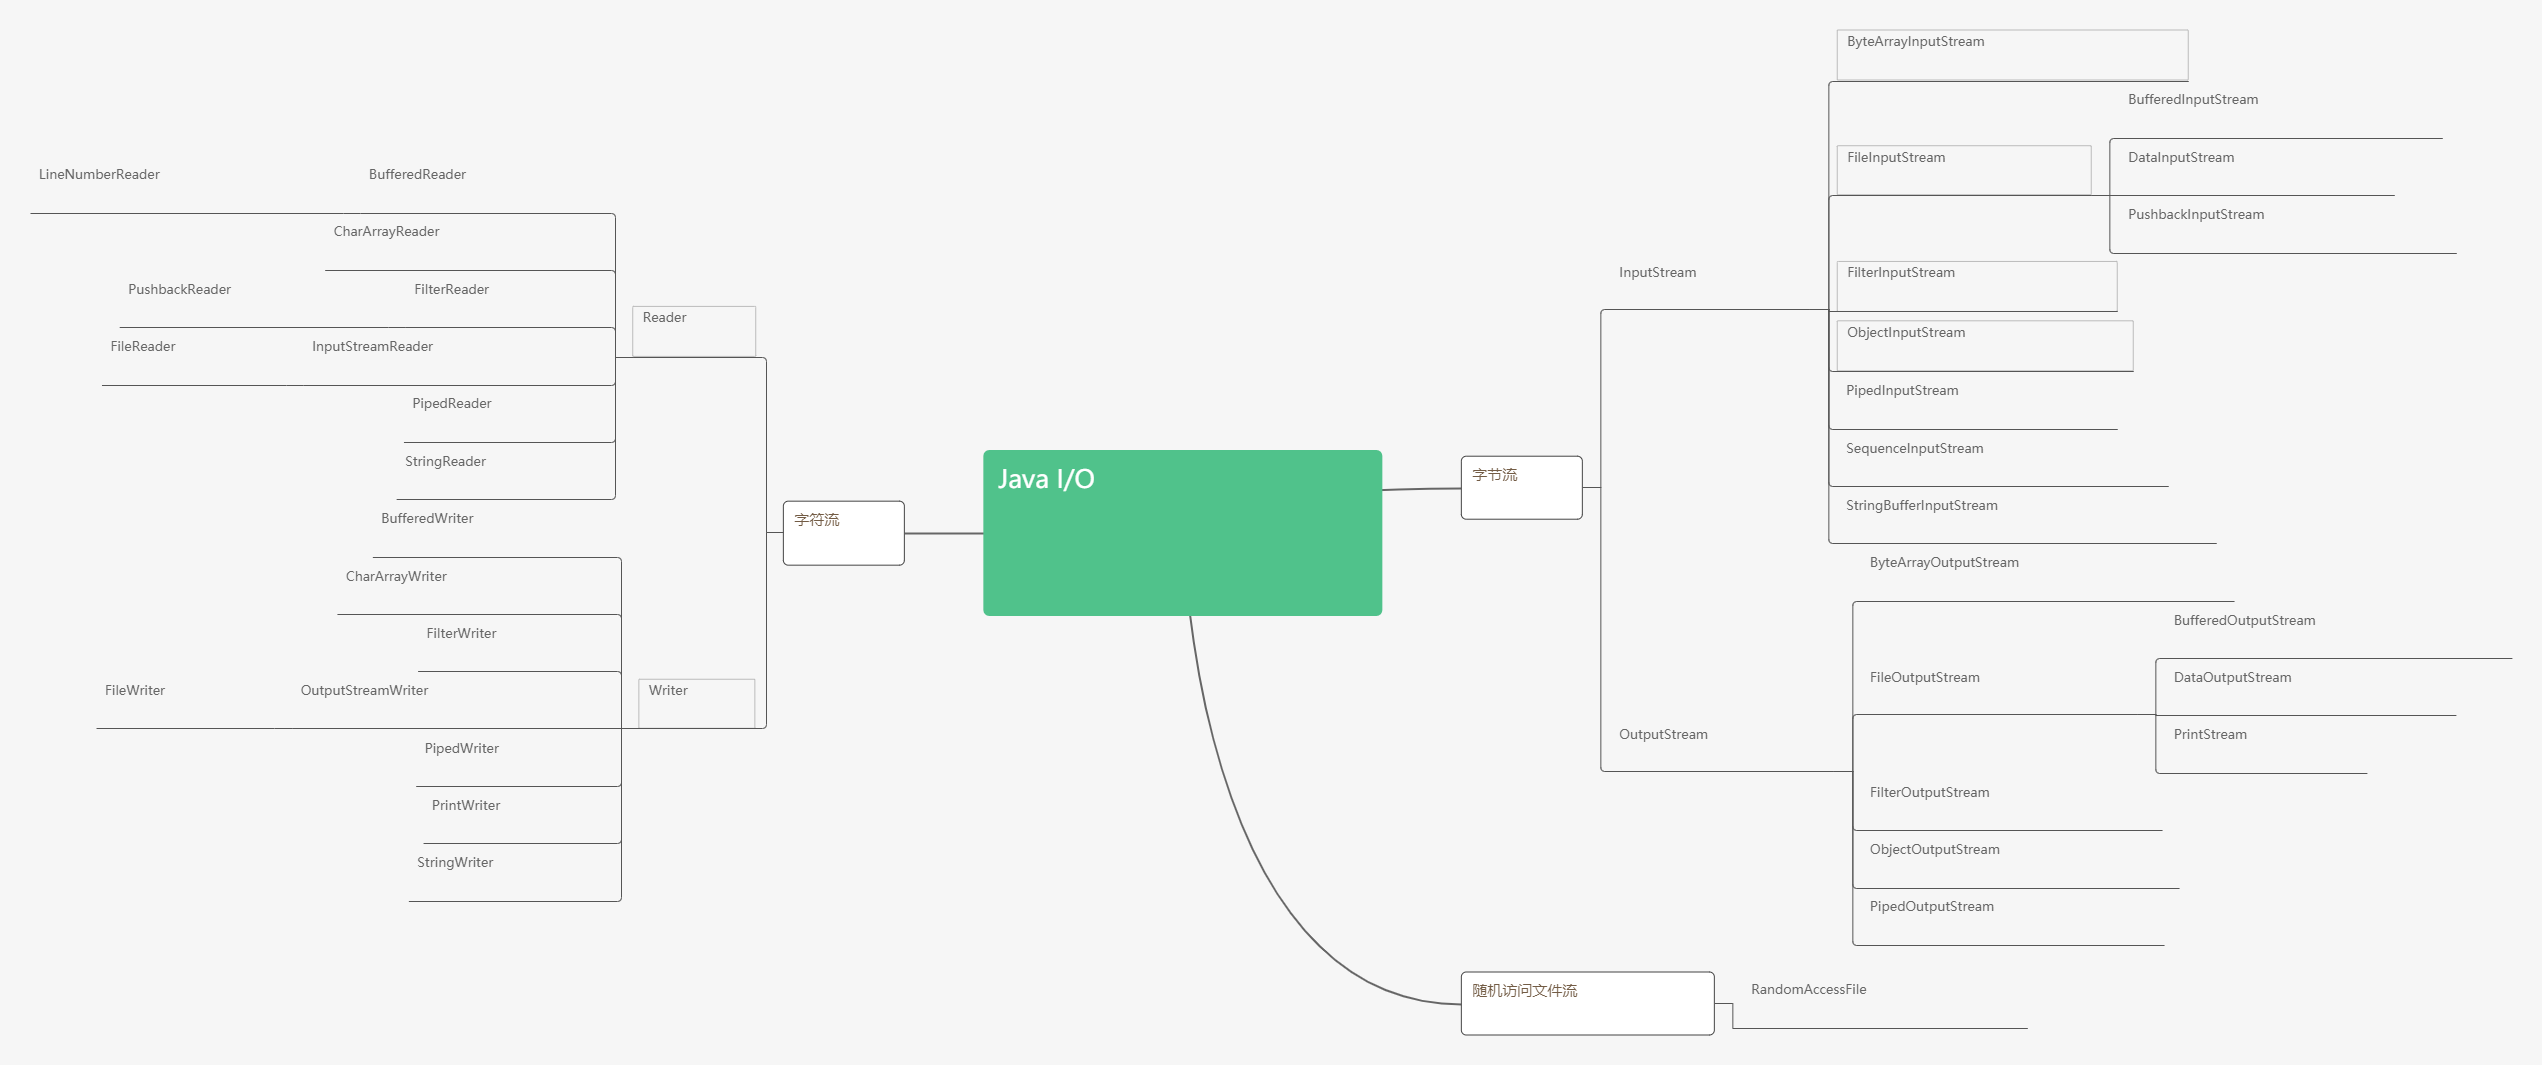 Java I/O
字节流
InputStream
ByteArrayInputStream
FileInputStream
BufferedInputStream
DataInputStream
PushbackInputStream
FilterInputStream
ObjectInputStream
PipedInputStream
SequenceInputStream
StringBufferInputStream
OutputStream
ByteArrayOutputStream
FileOutputStream
BufferedOutputStream
DataOutputStream
PrintStream
FilterOutputStream
ObjectOutputStream
PipedOutputStream
随机访问文件流
RandomAccessFile
字符流
Reader
BufferedReader
LineNumberReader
CharArrayReader
FilterReader
PushbackReader
InputStreamReader
FileReader
PipedReader
StringReader
Writer
BufferedWriter
CharArrayWriter
FilterWriter
OutputStreamWriter
FileWriter
PipedWriter
PrintWriter
StringWriter